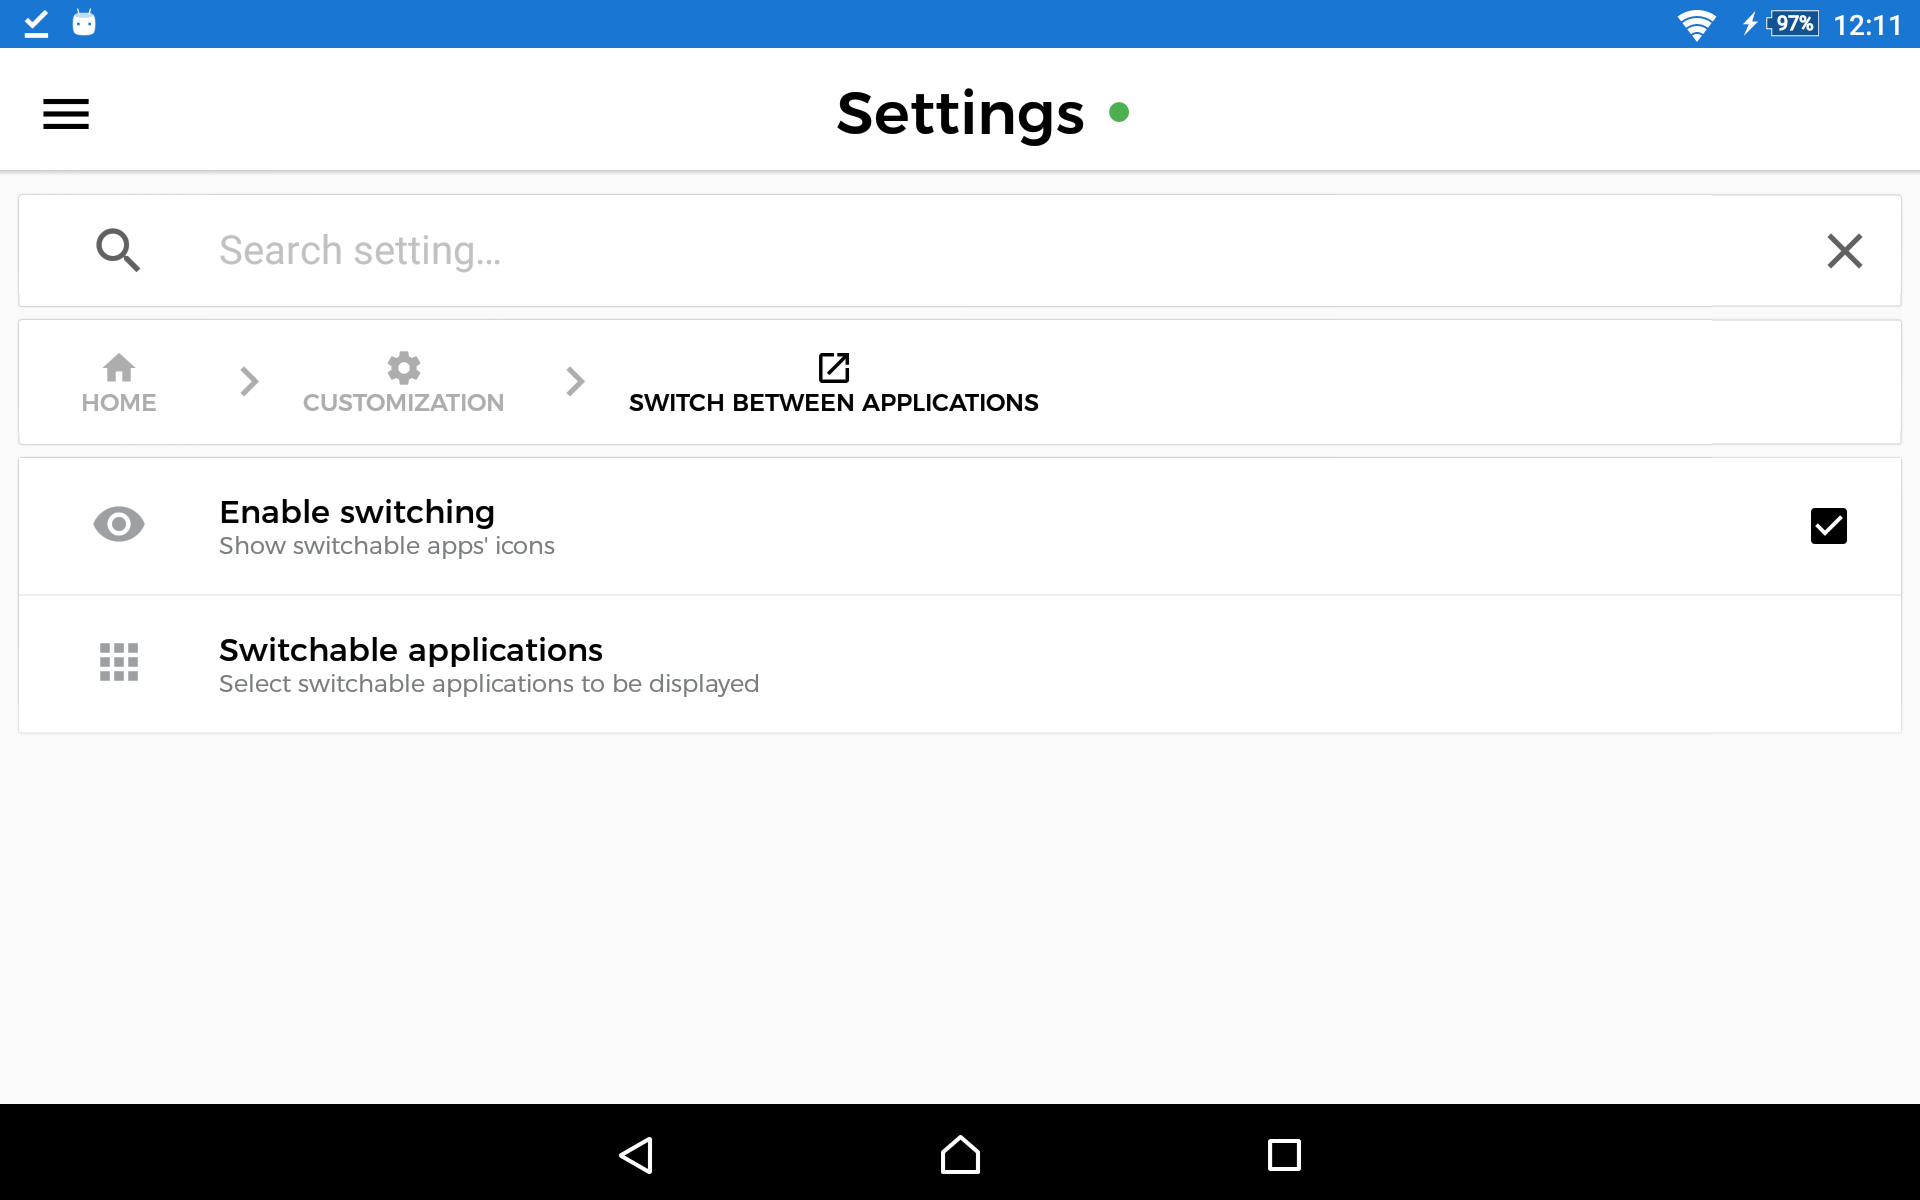 97% 12:11
Settings
Search setting...
HOME CUSTOMIZATION SWITCH BETWEEN APPLICATIONS
Enable switching
Show switchable apps' icons
Switchable applications
Select switchable applications to be displayed